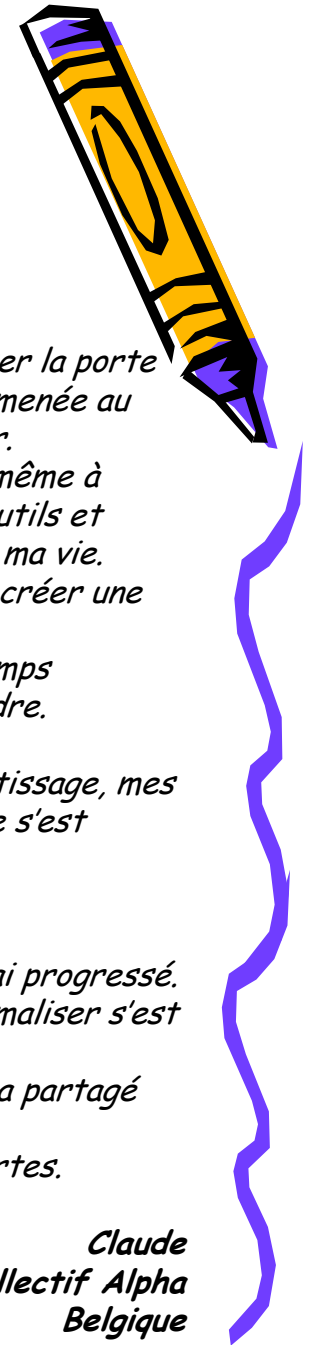 er la porte
menée au
r.
même à
utils et
ma vie.
créer une
mps
dre.
tissage, mes
e s'est
ai progressé.
maliser s'est
a partagé
rtes.
Claude
llectif Alpha
Belgique